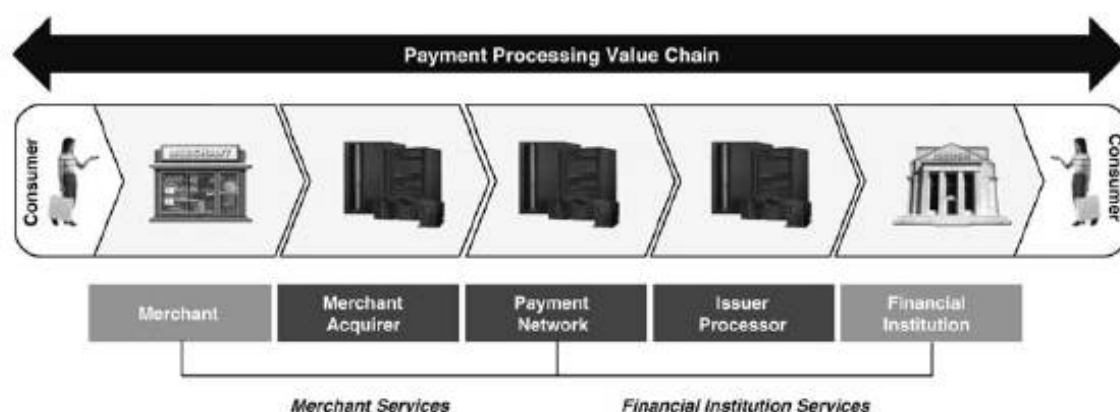 Payment Processing Value Chain
Consumer
MERCHANT
Consumer
Merchant
Merchant
Acquirer
Payment
Network
Issuer
Processor
Financial
Institution
Merchant Services
Financial Institution Services